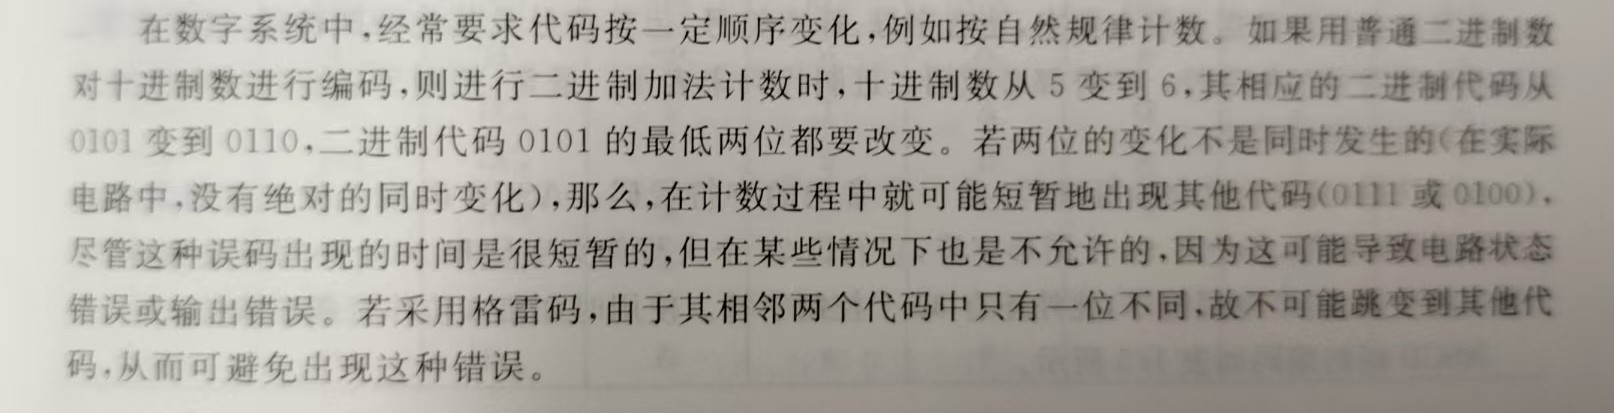 在数字系统中,经常要求代码按一定顺序变化,例如按自然规律计数。如果用普通二进制数
对十进制数进行编码,则进行二进制加法计数时,十进制数从 5 变到 6,其相应的二进制代码从
0101 变到 0110,二进制代码 0101 的最低两位都要改变。若两位的变化不是同时发生的(在实际
电路中,没有绝对的同时变化),那么,在计数过程中就可能短暂地出现其他代码(0111 或 0100),
尽管这种误码出现的时间是很短暂的,但在某些情况下也是不允许的,因为这可能导致电路状态
错误或输出错误。若采用格雷码,由于其相邻两个代码中只有一位不同,故不可能跳变到其他代
码,从而可避免出现这种错误。